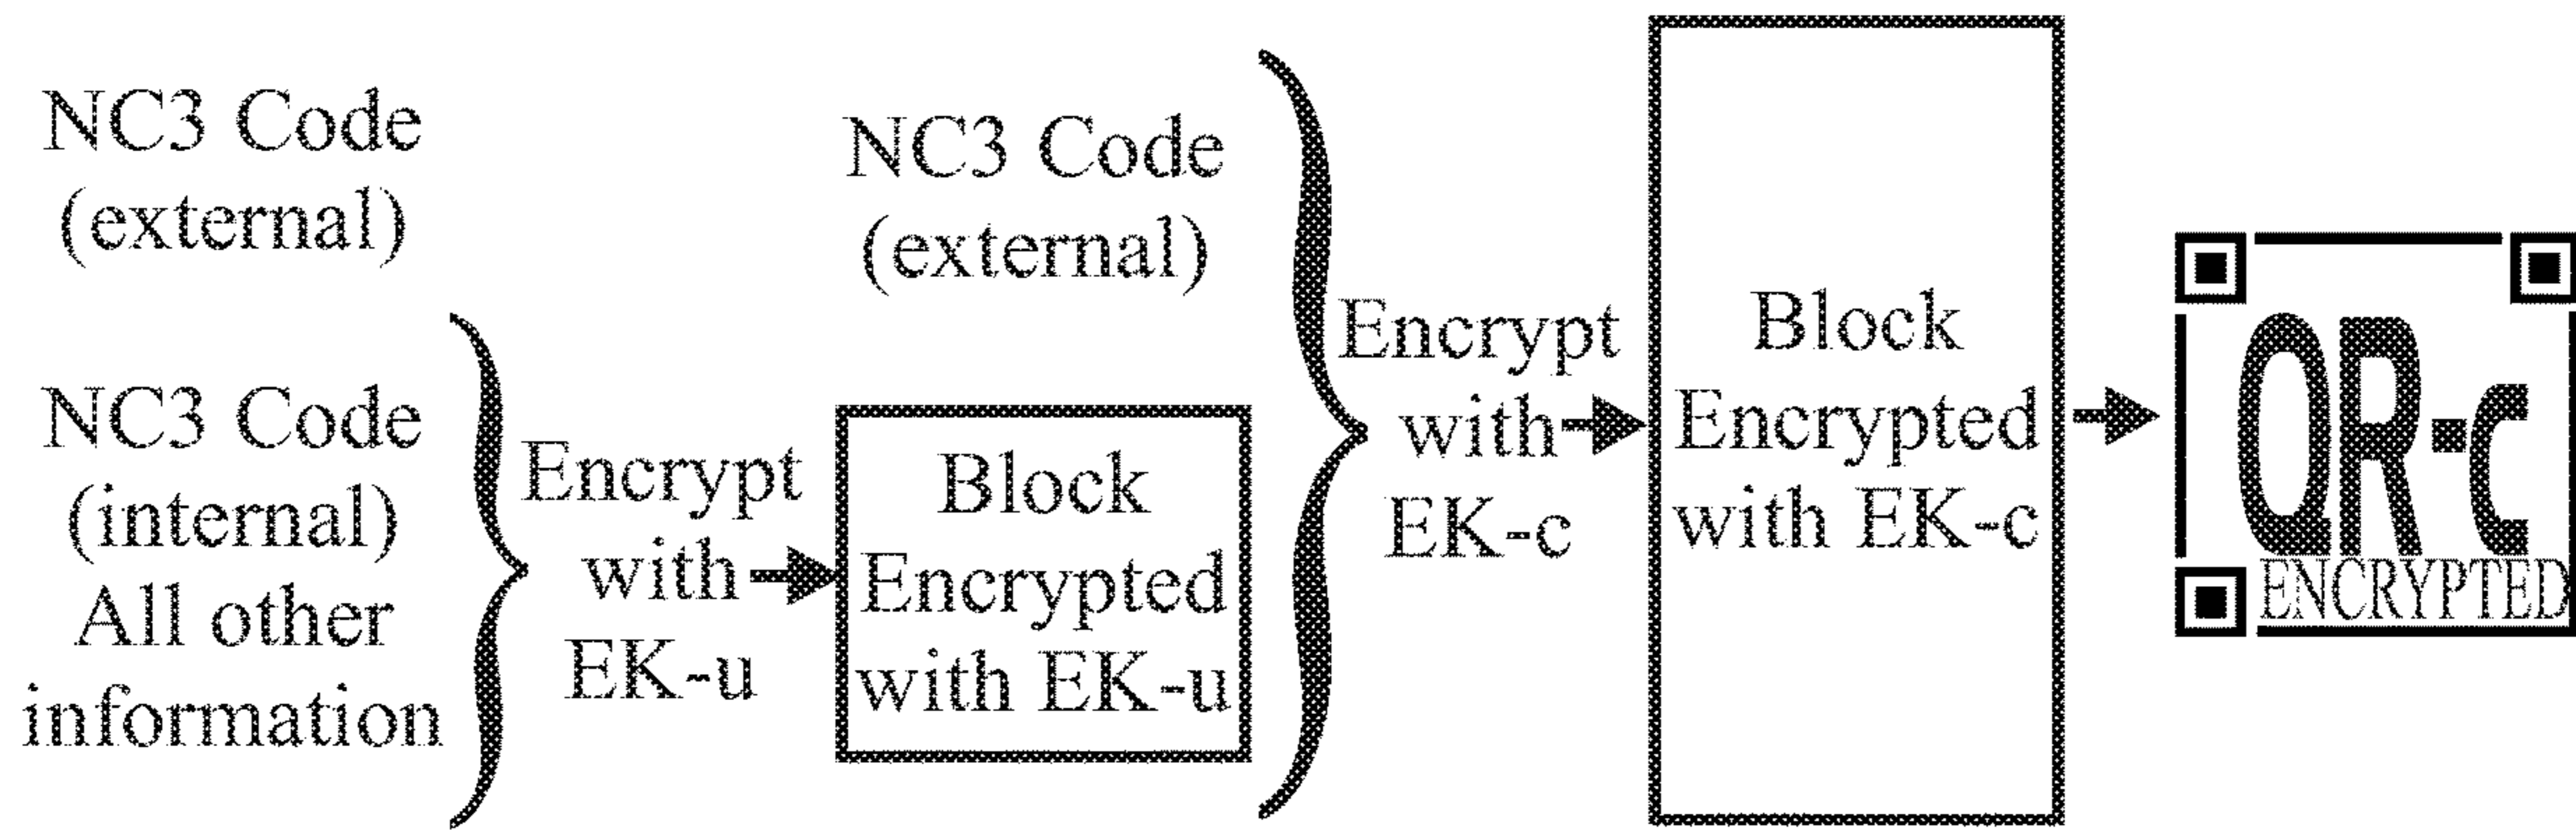 NC3 Code
(external)
NC3 Code
(internal)
All other
information
Encrypt
with
EK-u
Block
Encrypted
with EK-u
NC3 Code
(external)
Encrypt
with
EK-c
Block
Encrypted
with EK-c
QR-c
ENCRYPTED